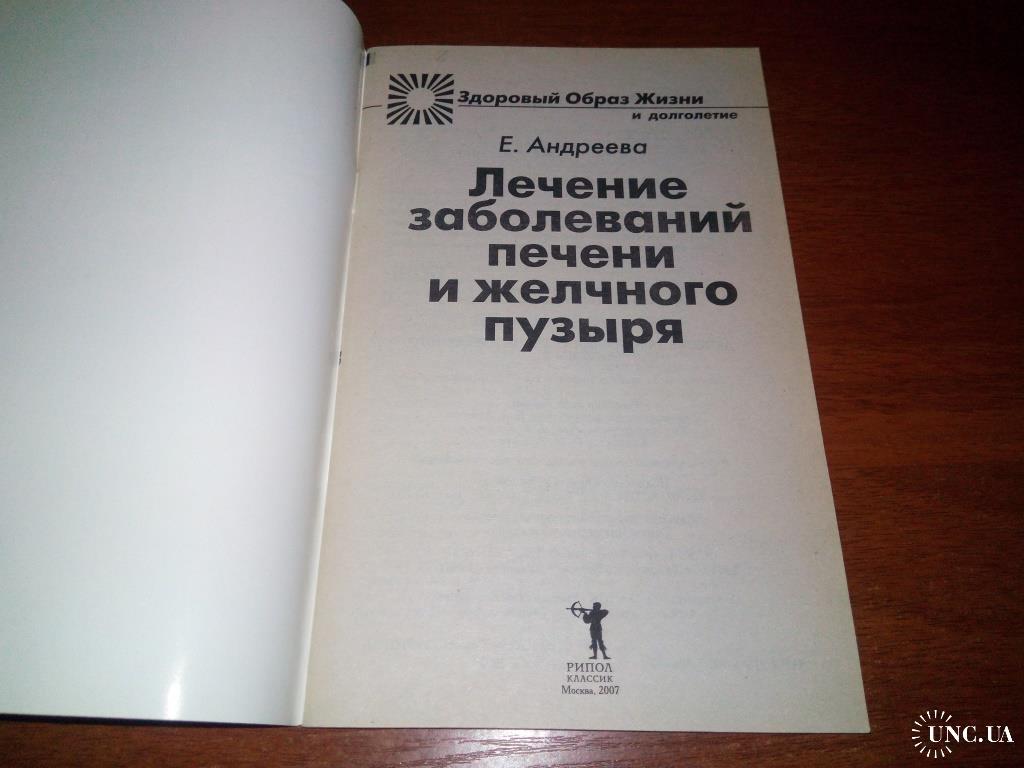 Здоровый Образ Жизни
и долголетие
Е. Андреева
Лечение
заболеваний
печени
и желчного
пузыря
РИПОЛ
КЛАССИК
Москва, 2007
UNC.UA